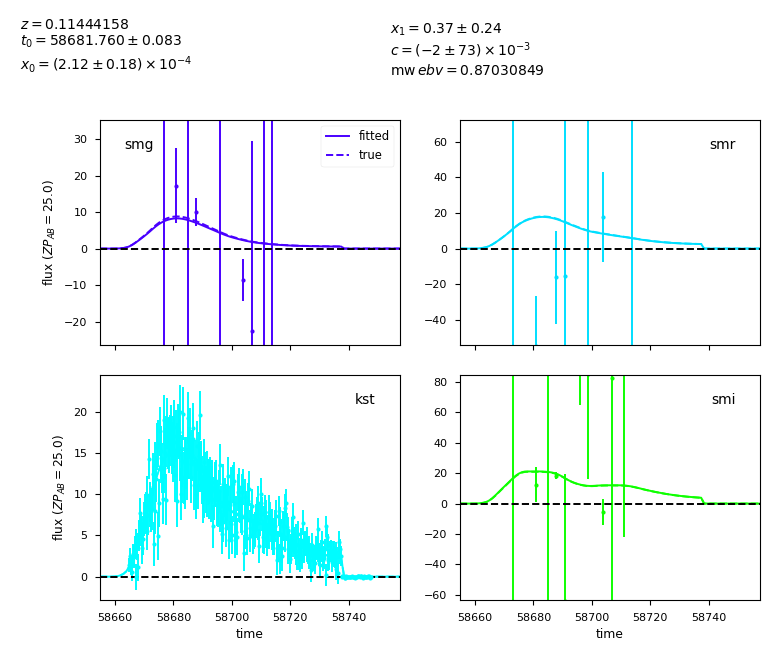 z = 0.11444158
t₀ = 58681.760 ± 0.083
x₀ = (2.12 ± 0.18) × 10⁻⁴
x₁ = 0.37 ± 0.24
c = (−2 ± 73) × 10⁻³
mw ebv = 0.87030849
smg
fitted
true
30
20
10
0
−10
−20
flux (ZP_AB = 25.0)
smr
60
40
20
0
−20
−40
kst
20
15
10
5
0
flux (ZP_AB = 25.0)
58660 58680 58700 58720 58740
time
smi
80
60
40
20
0
−20
−40
−60
58660 58680 58700 58720 58740
time